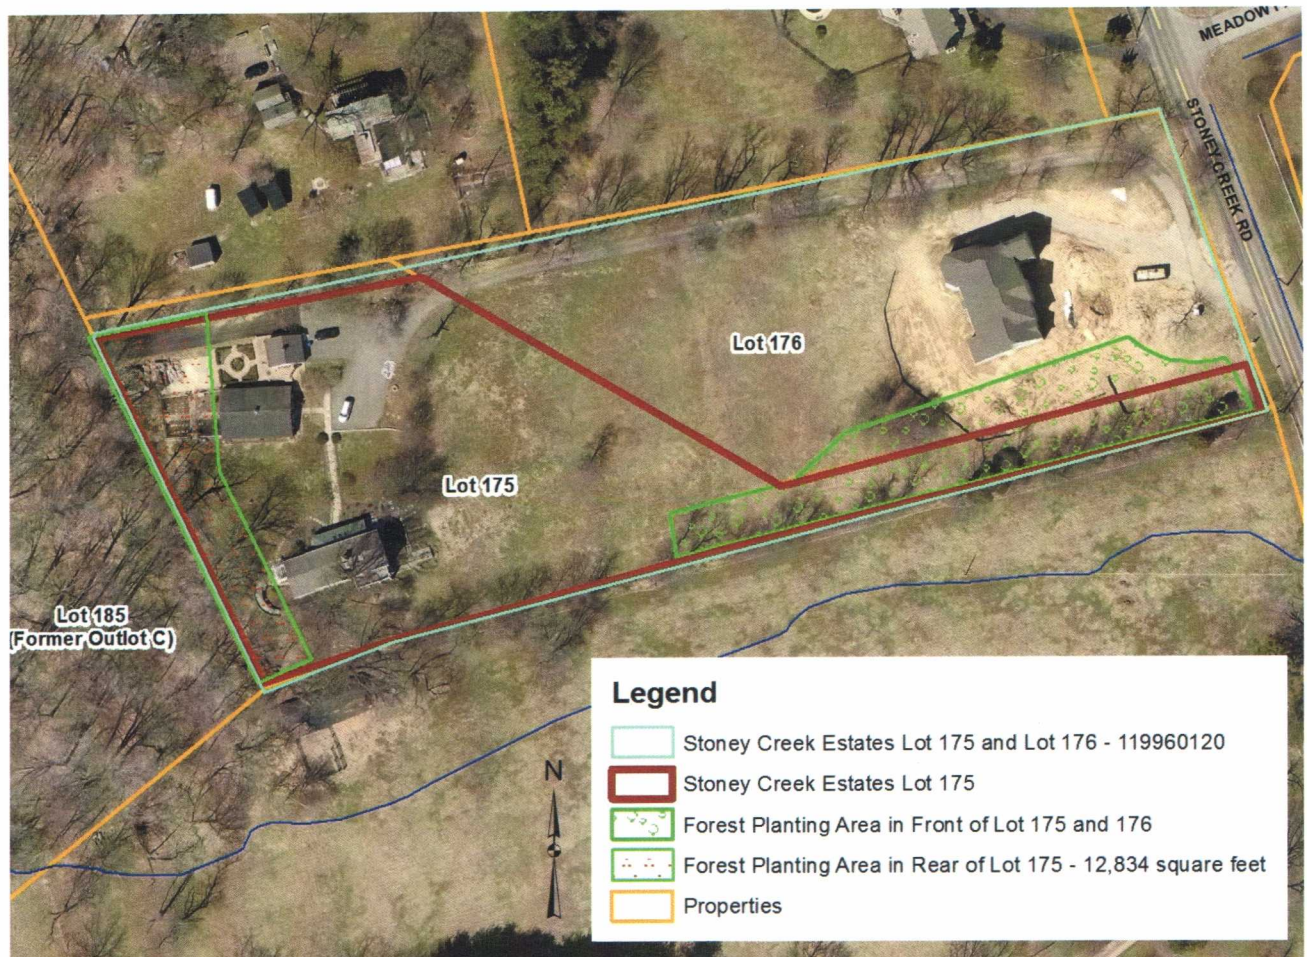 STONEY CREEK RD
Lot 176
Lot 175
Lot 185
(Former Outlot C)
N
Legend
Stoney Creek Estates Lot 175 and Lot 176 - 119960120
Stoney Creek Estates Lot 175
Forest Planting Area in Front of Lot 175 and 176
Forest Planting Area in Rear of Lot 175 - 12,834 square feet
Properties